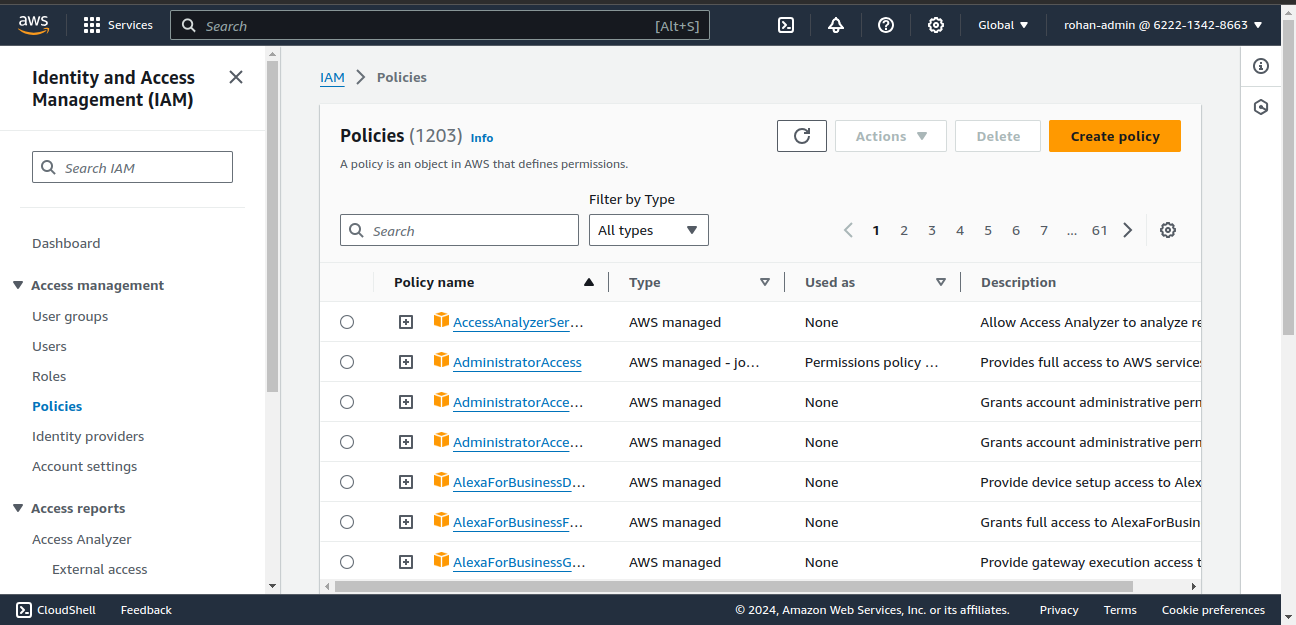 aws
Services
Search [Alt+S]
Global
rohan-admin @ 6222-1342-8663
Identity and Access
Management (IAM)
Search IAM
Dashboard
Access management
User groups
Users
Roles
Policies
Identity providers
Account settings
Access reports
Access Analyzer
External access
IAM > Policies
Policies (1203) Info
A policy is an object in AWS that defines permissions.
Actions
Delete
Create policy
Filter by Type
Search
All types
1 2 3 4 5 6 7 ... 61
Policy name Type Used as Description
AccessAnalyzerSer... AWS managed None Allow Access Analyzer to analyze re
AdministratorAccess AWS managed - jo... Permissions policy ... Provides full access to AWS services
AdministratorAcce... AWS managed None Grants account administrative perm
AdministratorAcce... AWS managed None Grants account administrative perm
AlexaForBusinessD... AWS managed None Provide device setup access to Alex
AlexaForBusinessF... AWS managed None Grants full access to AlexaForBusin
AlexaForBusinessG... AWS managed None Provide gateway execution access t
CloudShell
Feedback
© 2024, Amazon Web Services, Inc. or its affiliates.
Privacy
Terms
Cookie preferences